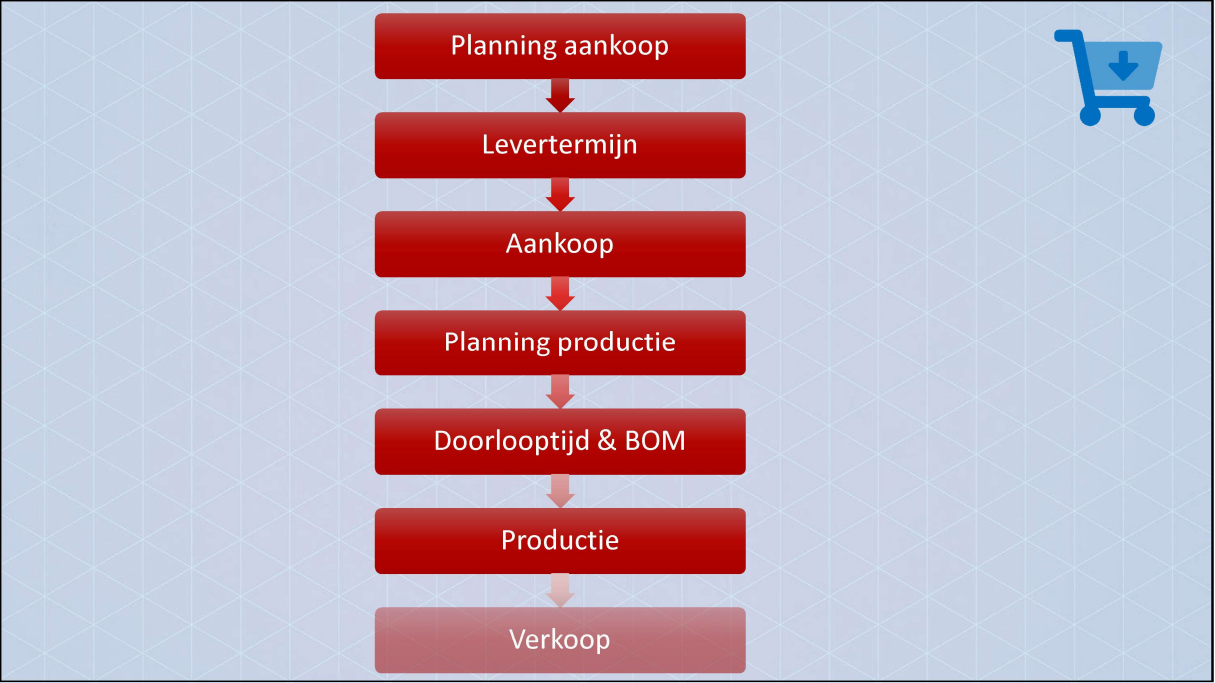 Planning aankoop
Levertermijn
Aankoop
Planning productie
Doorlooptijd & BOM
Productie
Verkoop